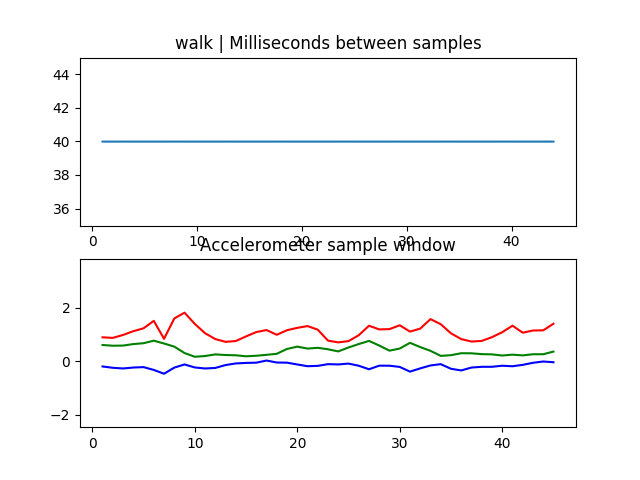 walk | Milliseconds between samples
44
42
40
38
36
0 10 20 30 40
Accelerometer sample window
2
0
−2
0 10 20 30 40